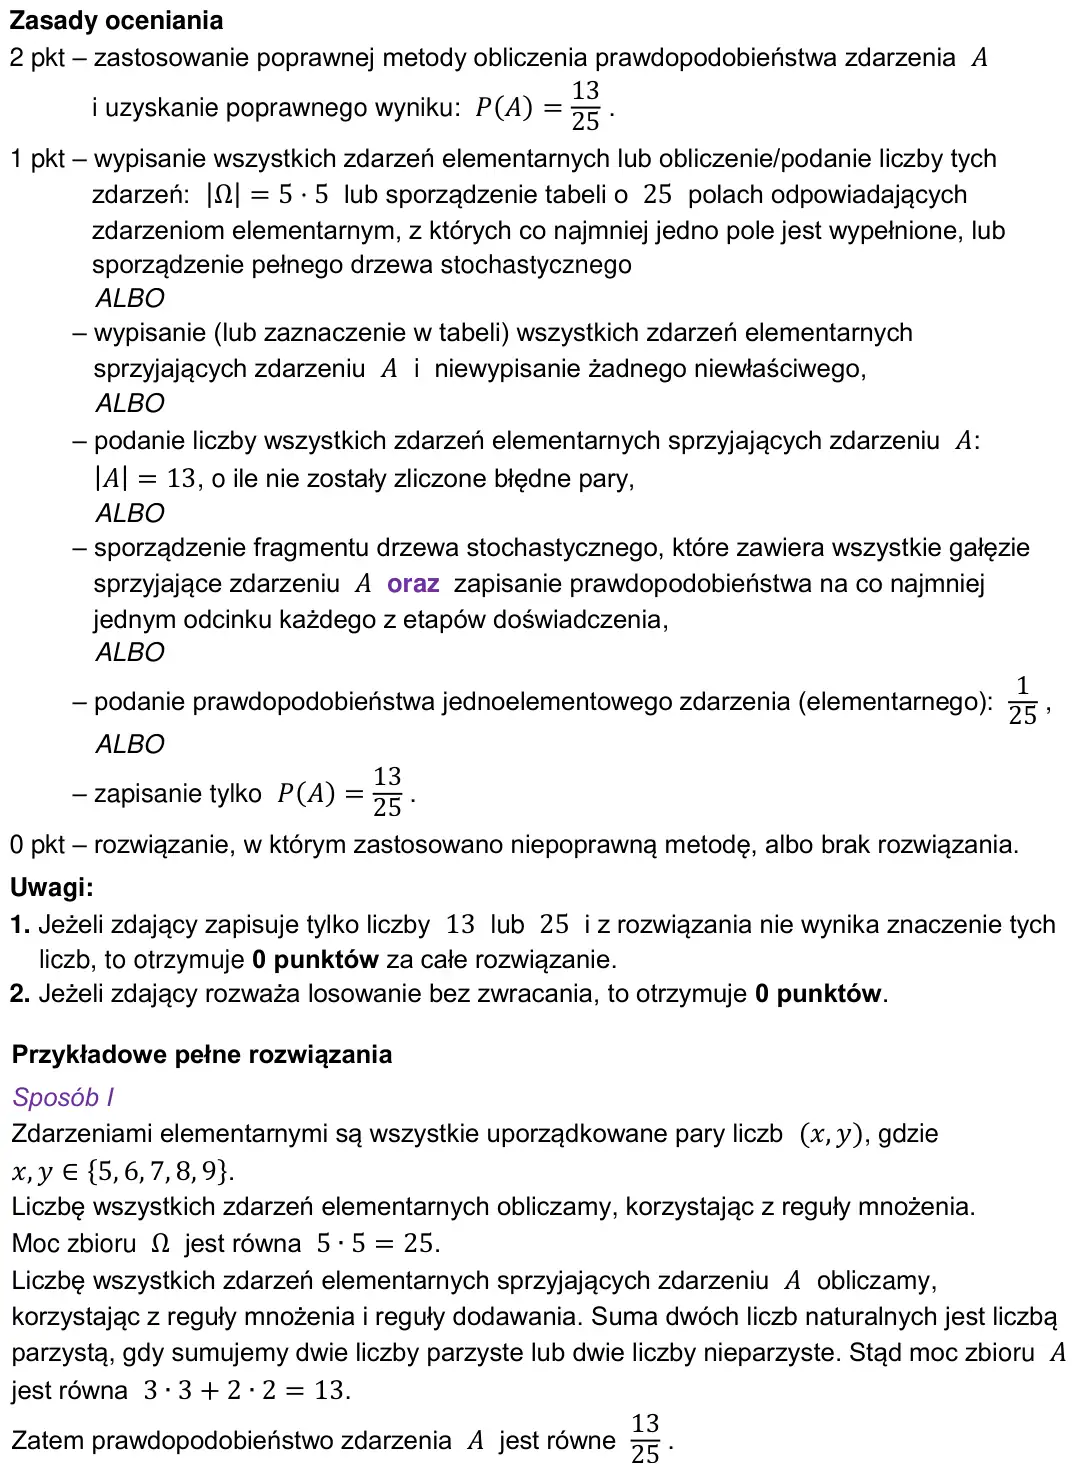 Zasady oceniania
2 pkt – zastosowanie poprawnej metody obliczenia prawdopodobieństwa zdarzenia A
i uzyskanie poprawnego wyniku: P(A) = 13/25 .
1 pkt – wypisanie wszystkich zdarzeń elementarnych lub obliczenie/podanie liczby tych
zdarzeń: |Ω| = 5 · 5 lub sporządzenie tabeli o 25 polach odpowiadających
zdarzeniom elementarnym, z których co najmniej jedno pole jest wypełnione, lub
sporządzenie pełnego drzewa stochastycznego
ALBO
– wypisanie (lub zaznaczenie w tabeli) wszystkich zdarzeń elementarnych
sprzyjających zdarzeniu A i niewypisanie żadnego niewłaściwego,
ALBO
– podanie liczby wszystkich zdarzeń elementarnych sprzyjających zdarzeniu A:
|A| = 13, o ile nie zostały zliczone błędne pary,
ALBO
– sporządzenie fragmentu drzewa stochastycznego, które zawiera wszystkie gałęzie
sprzyjające zdarzeniu A oraz zapisanie prawdopodobieństwa na co najmniej
jednym odcinku każdego z etapów doświadczenia,
ALBO
– podanie prawdopodobieństwa jednoelementowego zdarzenia (elementarnego): 1/25 ,
ALBO
– zapisanie tylko P(A) = 13/25 .
0 pkt – rozwiązanie, w którym zastosowano niepoprawną metodę, albo brak rozwiązania.
Uwagi:
1. Jeżeli zdający zapisuje tylko liczby 13 lub 25 i z rozwiązania nie wynika znaczenie tych
liczb, to otrzymuje 0 punktów za całe rozwiązanie.
2. Jeżeli zdający rozważa losowanie bez zwracania, to otrzymuje 0 punktów.
Przykładowe pełne rozwiązania
Sposób I
Zdarzeniami elementarnymi są wszystkie uporządkowane pary liczb (x, y), gdzie
x, y ∈ {5, 6, 7, 8, 9}.
Liczbę wszystkich zdarzeń elementarnych obliczamy, korzystając z reguły mnożenia.
Moc zbioru Ω jest równa 5 · 5 = 25.
Liczbę wszystkich zdarzeń elementarnych sprzyjających zdarzeniu A obliczamy,
korzystając z reguły mnożenia i reguły dodawania. Suma dwóch liczb naturalnych jest liczbą
parzystą, gdy sumujemy dwie liczby parzyste lub dwie liczby nieparzyste. Stąd moc zbioru A
jest równa 3 · 3 + 2 · 2 = 13.
Zatem prawdopodobieństwo zdarzenia A jest równe 13/25 .